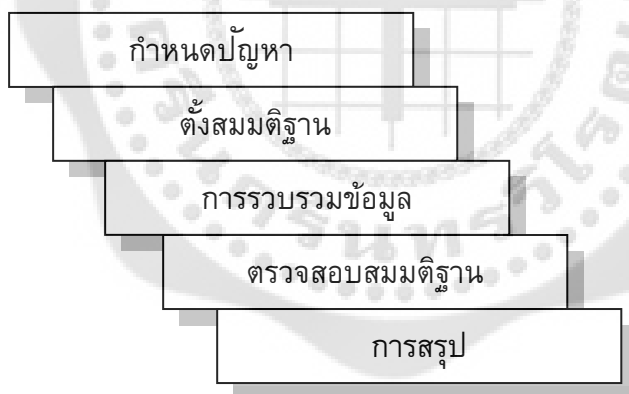 กำหนดปัญหา
ตั้งสมมติฐาน
การรวบรวมข้อมูล
ตรวจสอบสมมติฐาน
การสรุป